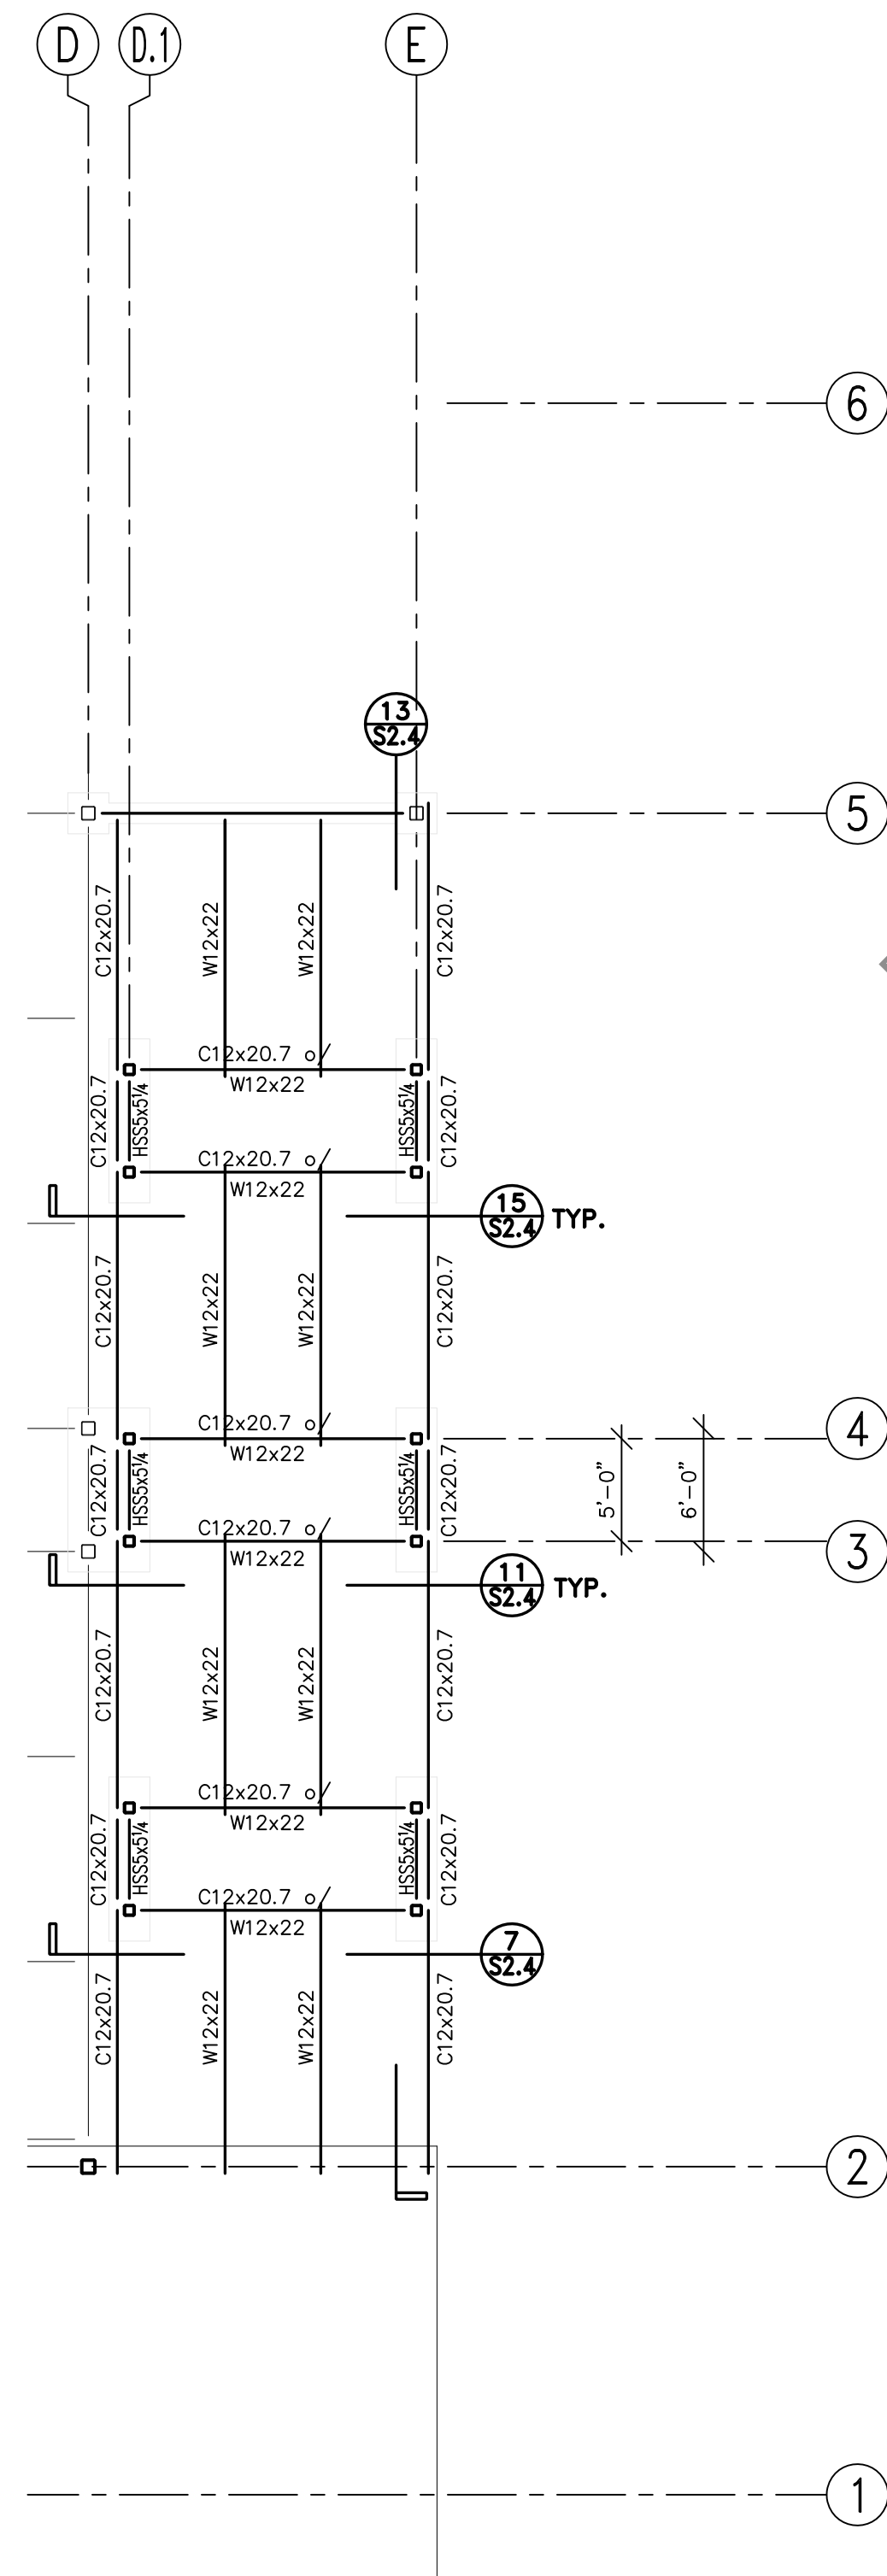 D D.1 E
6
13
S2.4
5
C12x20.7 W12x22 W12x22 C12x20.7
C12x20.7 o/
W12x22
C12x20.7 HSS5x5¼ HSS5x5¼ C12x20.7
C12x20.7 o/
W12x22
15
S2.4 TYP.
C12x20.7 W12x22 W12x22 C12x20.7
C12x20.7 o/
4
W12x22
C12x20.7 HSS5x5¼ HSS5x5¼ C12x20.7 5'-0" 6'-0"
C12x20.7 o/
W12x22
3
11
S2.4 TYP.
C12x20.7 W12x22 W12x22 C12x20.7
C12x20.7 o/
W12x22
C12x20.7 HSS5x5¼ HSS5x5¼ C12x20.7
C12x20.7 o/
W12x22
7
S2.4
C12x20.7 W12x22 W12x22 C12x20.7
2
1